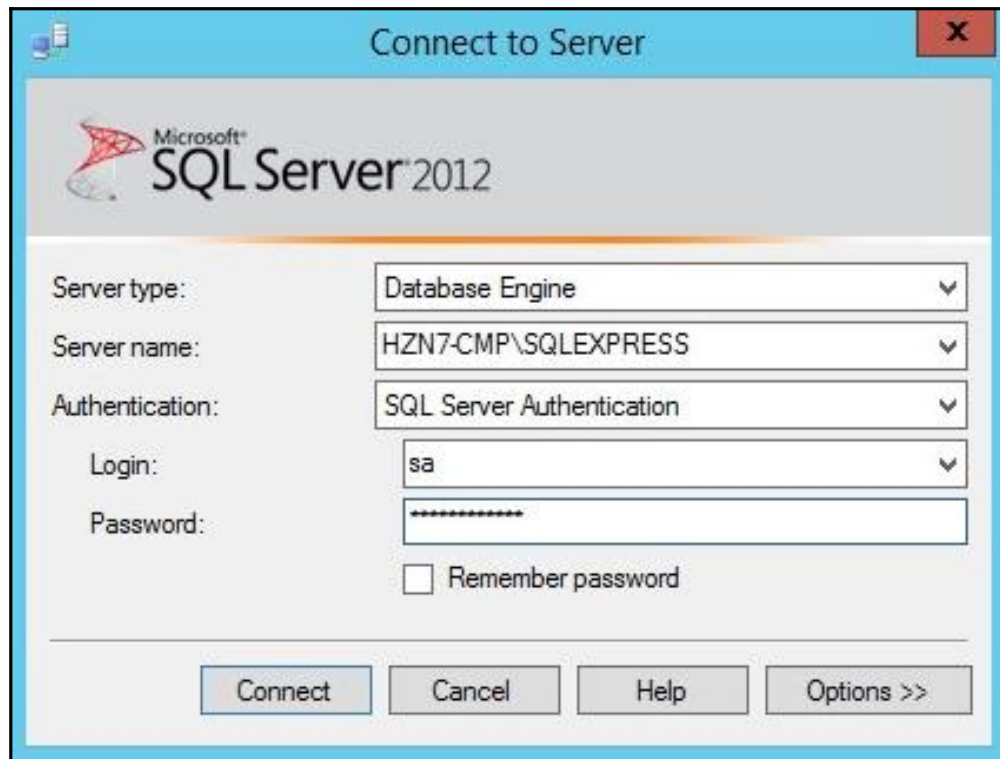 Connect to Server
x
Microsoft®
SQL Server® 2012
Server type: Database Engine
Server name: HZN7-CMP\SQLEXPRESS
Authentication: SQL Server Authentication
Login: sa
Password: ************
Remember password
Connect Cancel Help Options >>